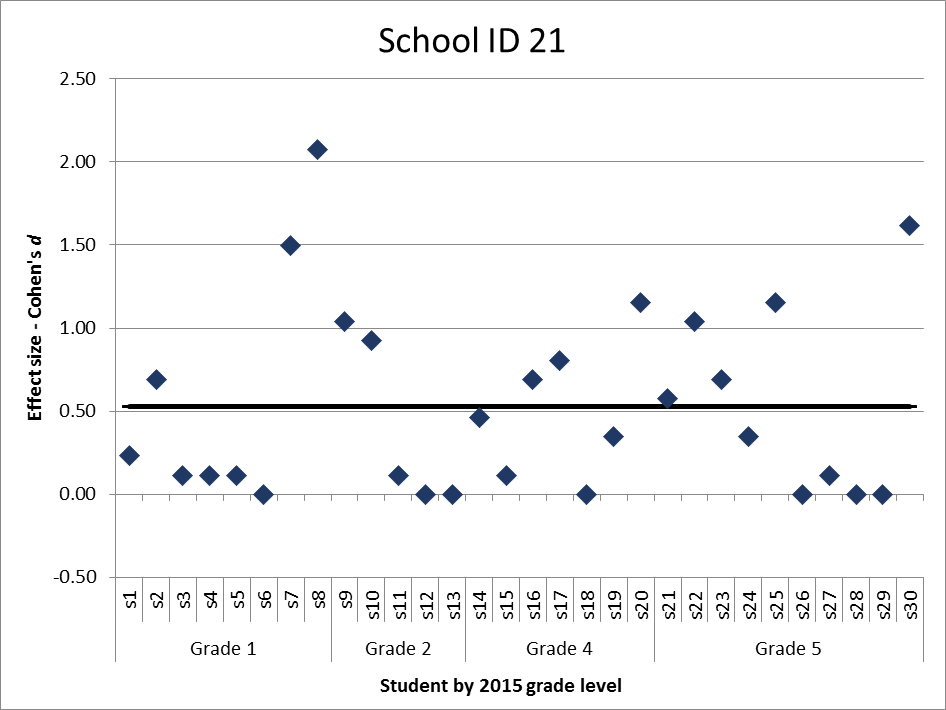 School ID 21
2.50
2.00
1.50
1.00
0.50
0.00
-0.50
Effect size - Cohen's d
s1 s2 s3 s4 s5 s6 s7 s8 s9 s10 s11 s12 s13 s14 s15 s16 s17 s18 s19 s20 s21 s22 s23 s24 s25 s26 s27 s28 s29 s30
Grade 1 Grade 2 Grade 4 Grade 5
Student by 2015 grade level